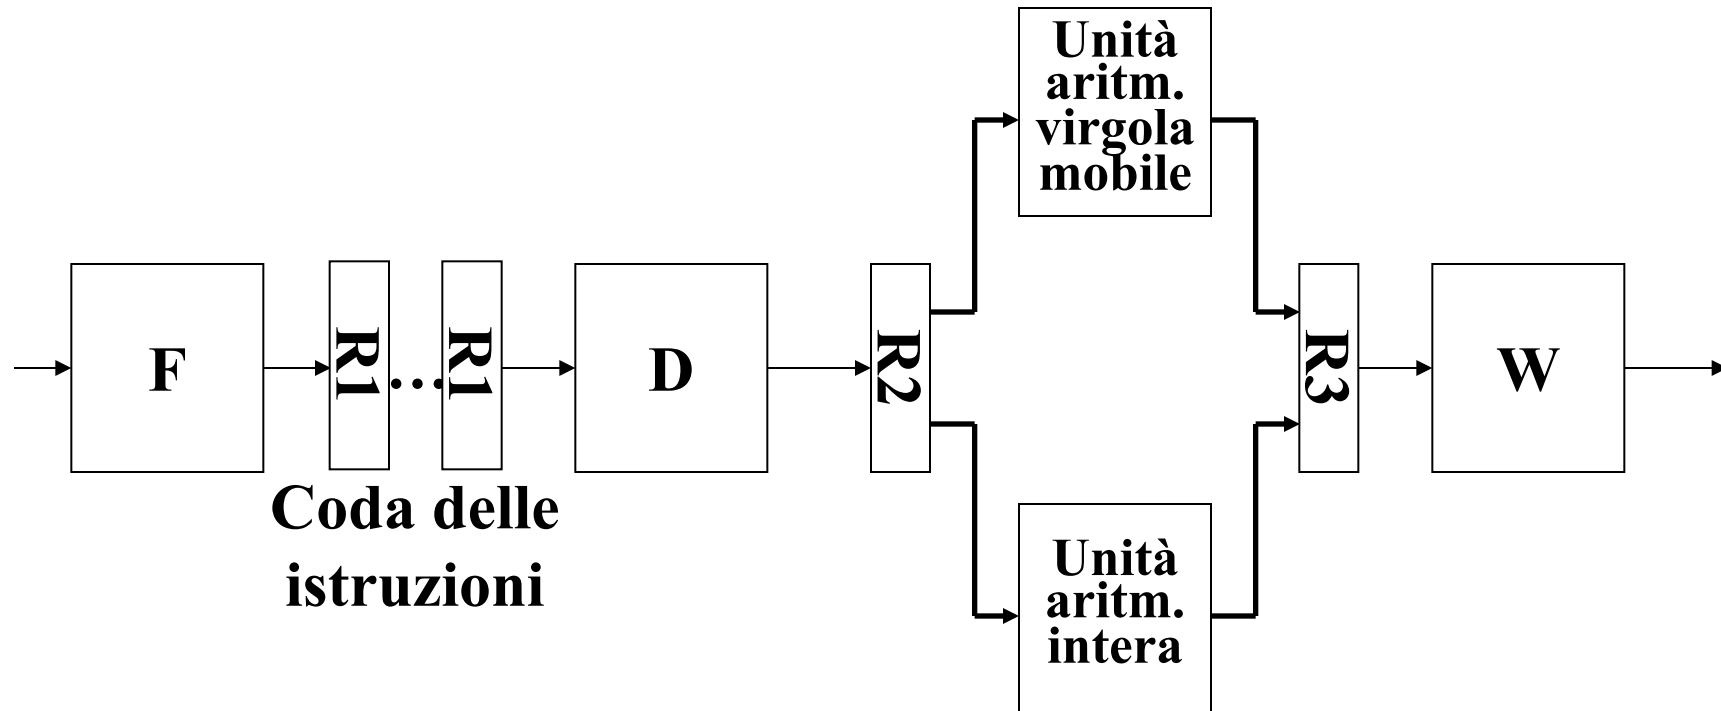 Unità
aritm.
virgola
mobile
F
R1
...
R1
D
R2
R3
W
Coda delle
istruzioni
Unità
aritm.
intera